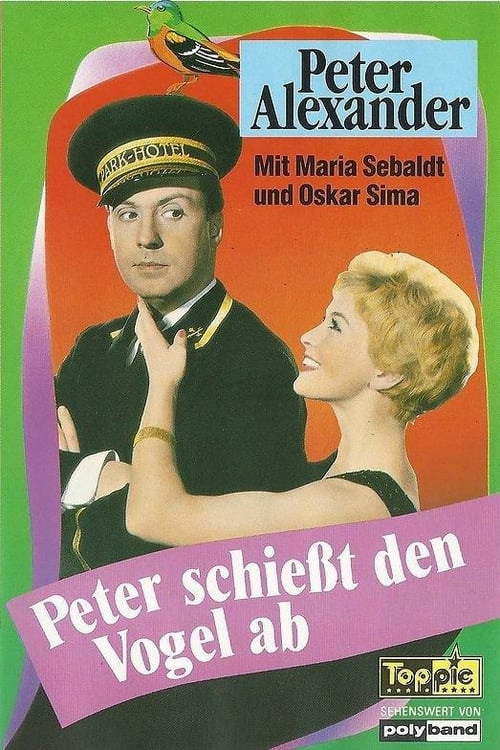 Peter
Alexander
PARK-HOTEL
Mit Maria Sebaldt
und Oskar Sima
Peter schießt den
Vogel ab
Toppic
SEHENSWERT VON
polyband